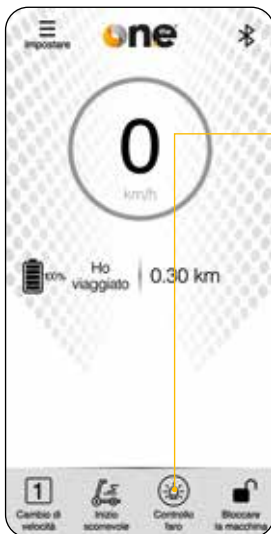 impostare
one
0
km/h
100%
Ho
viaggiato
0.30 km
1
Cambio di
velocità
Inizio
scorrevole
Controllo
faro
Bloccare
la macchina